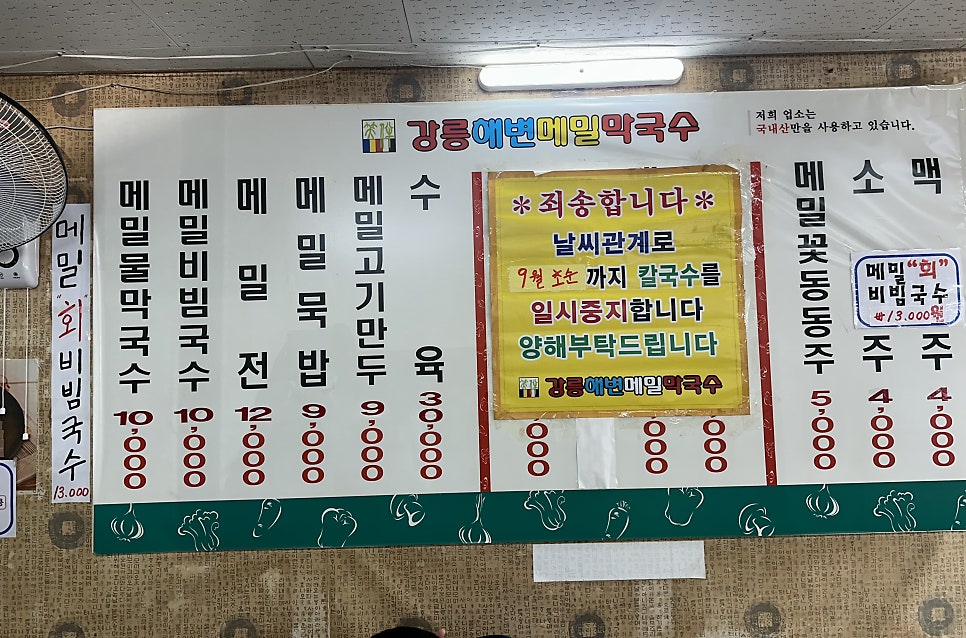 강릉해변메밀막국수
저희 업소는
국내산만을 사용하고 있습니다.
메밀"회"비빔국수
13.000
메밀물막국수
10,000
메밀비빔국수
10,000
메밀전
12,000
메밀묵밥
9,000
메밀고기만두
9,000
수육
30,000
*죄송합니다*
날씨관계로
9월 초순 까지 칼국수를
일시중지합니다
양해부탁드립니다
강릉해변메밀막국수
000
000
000
메밀꽃동동주
5,000
소주
4,000
맥주
4,000
메밀"회"
비빔국수
₩13.000원